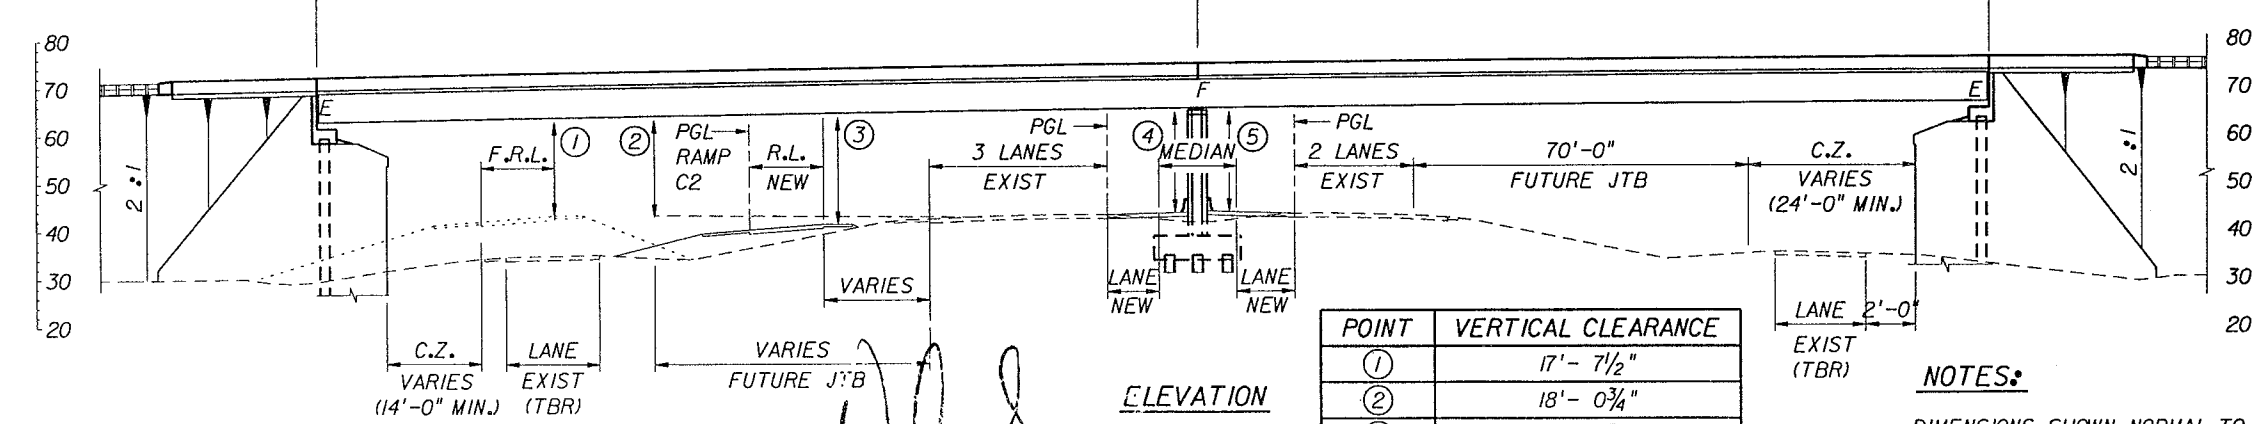 80
70
60
50
40
30
20
80
70
60
50
40
30
20
2:1
2:1
E
F
E
①
②
③
④
⑤
F.R.L.
PGL
RAMP
C2
R.L.
NEW
3 LANES
EXIST
PGL
MEDIAN
PGL
2 LANES
EXIST
70'-0"
FUTURE JTB
C.Z.
VARIES
(24'-0" MIN.)
VARIES
LANE
NEW
LANE
NEW
LANE
EXIST
(TBR)
2'-0"
C.Z.
VARIES
(14'-0" MIN.)
LANE
EXIST
(TBR)
VARIES
FUTURE JTB
ELEVATION
POINT VERTICAL CLEARANCE
① 17'- 7½"
② 18'- 0¾"
NOTES:
DIMENSIONS SHOWN NORMAL TO